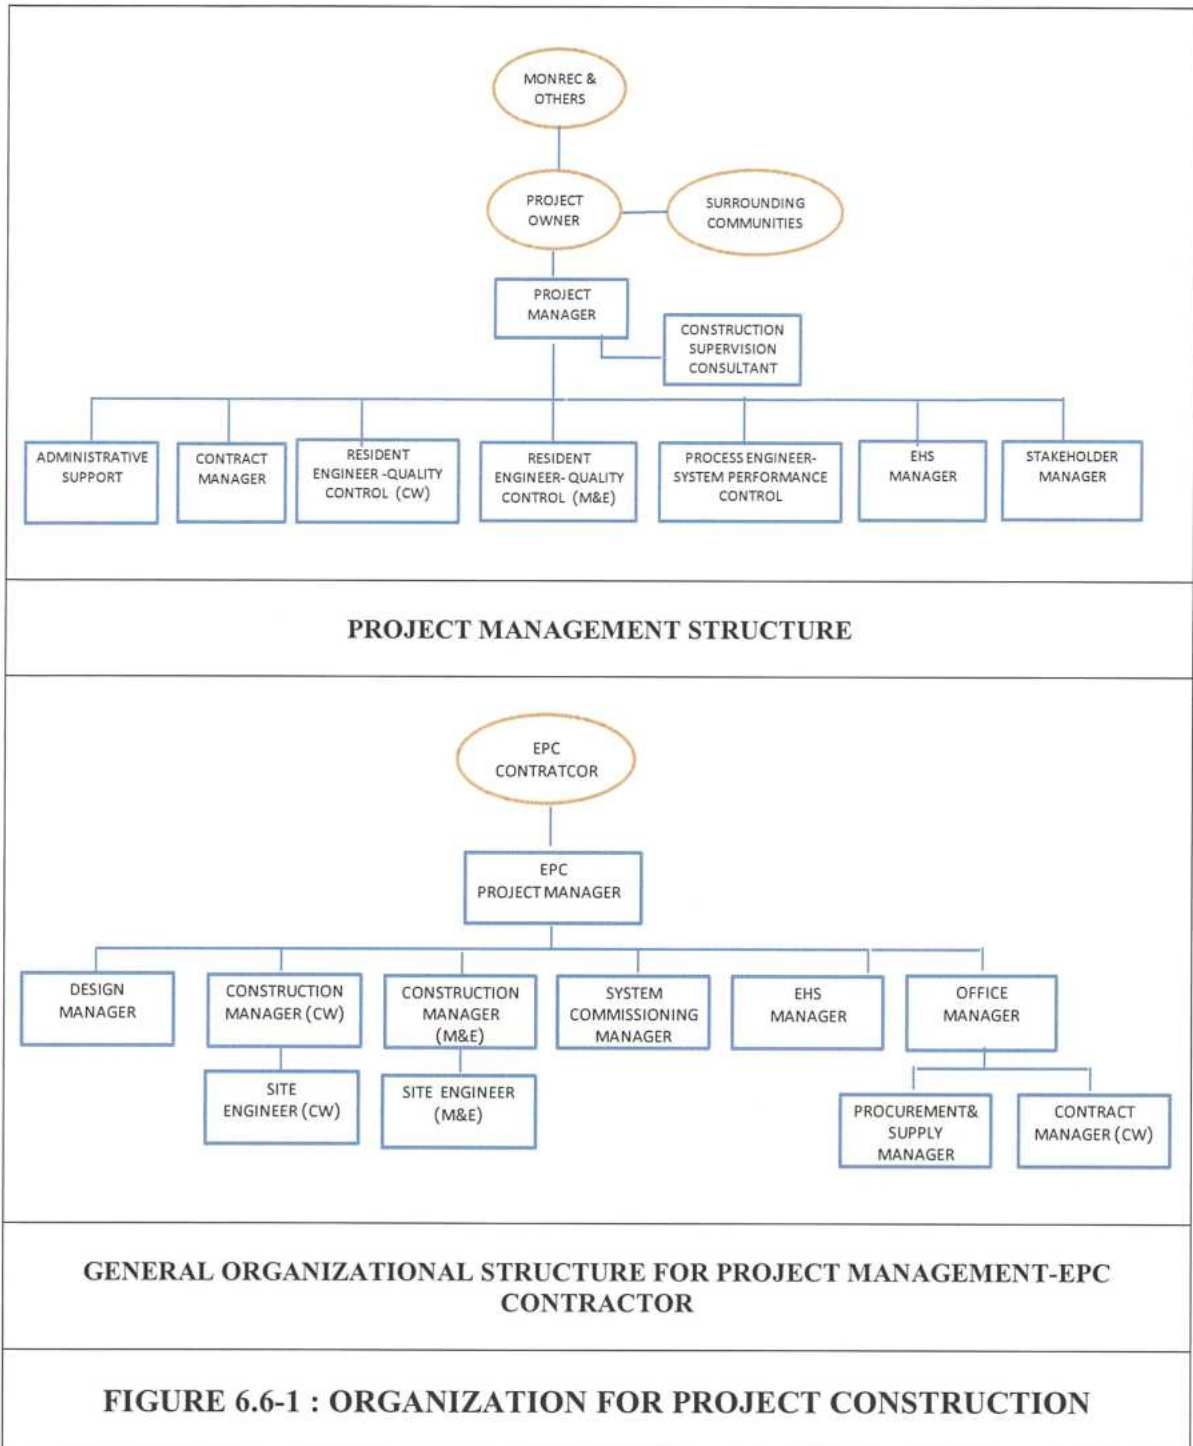 MONREC &
OTHERS
PROJECT
OWNER
SURROUNDING
COMMUNITIES
PROJECT
MANAGER
CONSTRUCTION
SUPERVISION
CONSULTANT
ADMINISTRATIVE
SUPPORT
CONTRACT
MANAGER
RESIDENT
ENGINEER -QUALITY
CONTROL (CW)
RESIDENT
ENGINEER- QUALITY
CONTROL (M&E)
PROCESS ENGINEER-
SYSTEM PERFORMANCE
CONTROL
EHS
MANAGER
STAKEHOLDER
MANAGER
PROJECT MANAGEMENT STRUCTURE
EPC
CONTRATCOR
EPC
PROJECT MANAGER
DESIGN
MANAGER
CONSTRUCTION
MANAGER (CW)
CONSTRUCTION
MANAGER
(M&E)
SYSTEM
COMMISSIONING
MANAGER
EHS
MANAGER
OFFICE
MANAGER
SITE
ENGINEER (CW)
SITE ENGINEER
(M&E)
PROCUREMENT&
SUPPLY
MANAGER
CONTRACT
MANAGER (CW)
GENERAL ORGANIZATIONAL STRUCTURE FOR PROJECT MANAGEMENT-EPC
CONTRACTOR
FIGURE 6.6-1 : ORGANIZATION FOR PROJECT CONSTRUCTION